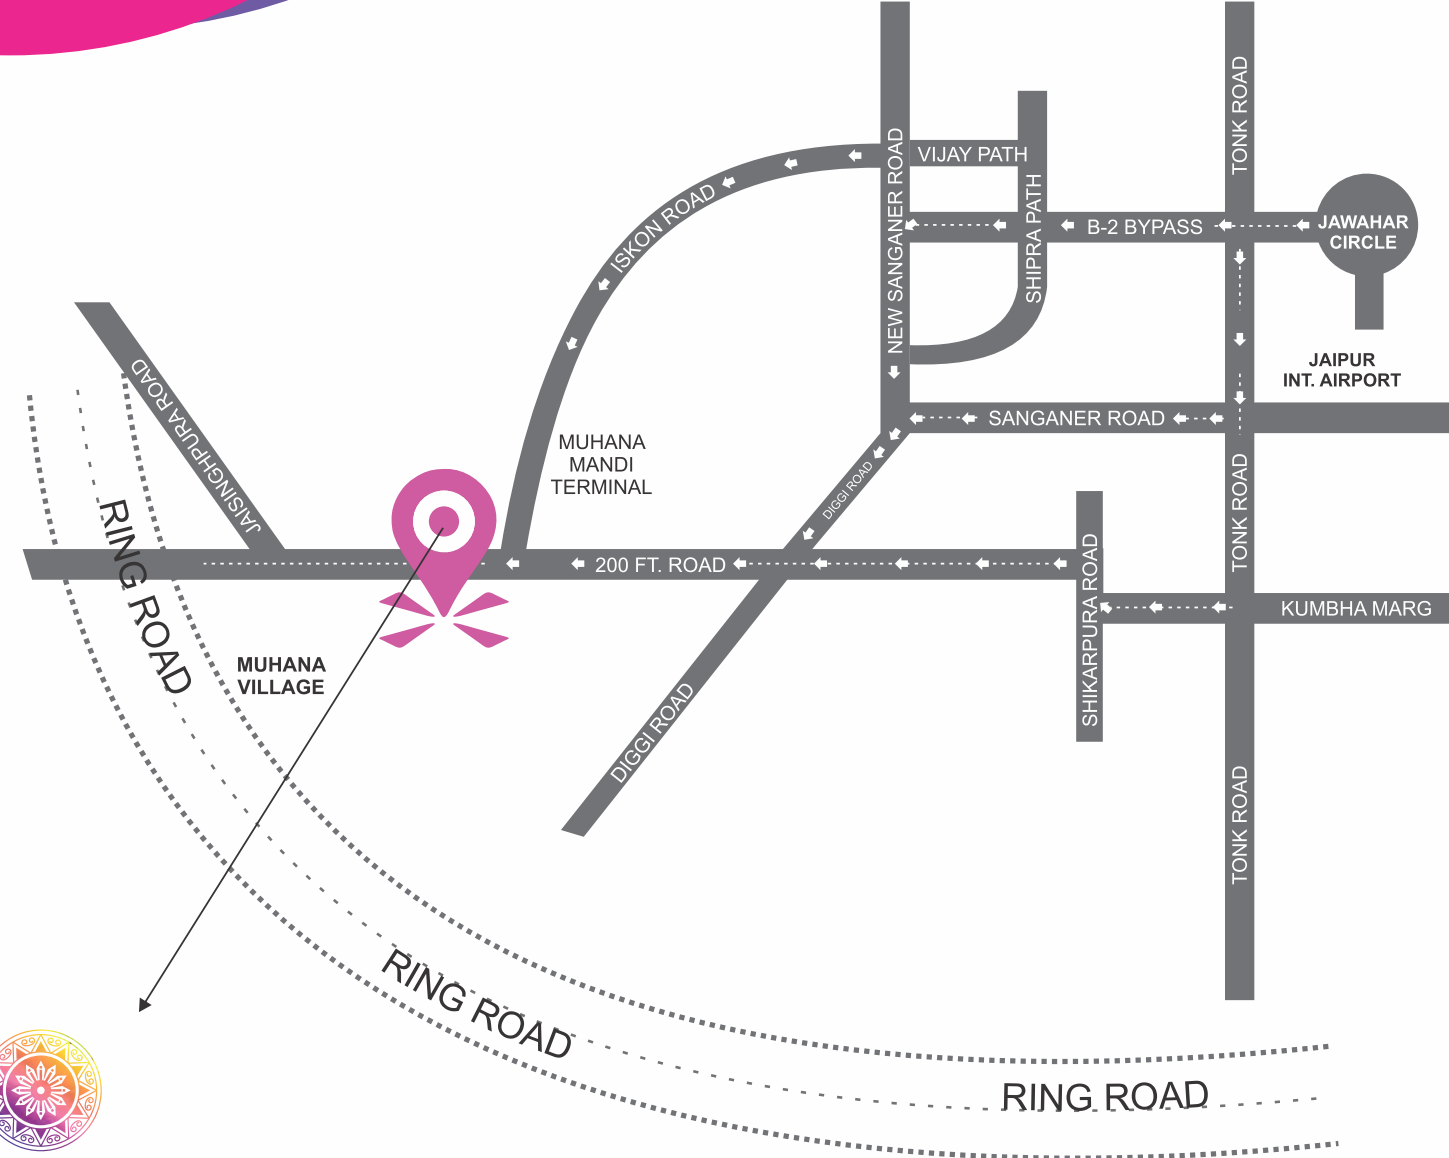 TONK ROAD
VIJAY PATH
NEW SANGANER ROAD
SHIPRA PATH
ISKON ROAD
B-2 BYPASS
JAWAHAR
CIRCLE
JAIPUR
INT. AIRPORT
JAISINGHPURA ROAD
SANGANER ROAD
MUHANA
MANDI
TERMINAL
DIGGI ROAD
TONK ROAD
RING ROAD
200 FT. ROAD
SHIKARPURA ROAD
KUMBHA MARG
MUHANA
VILLAGE
DIGGI ROAD
TONK ROAD
RING ROAD
RING ROAD